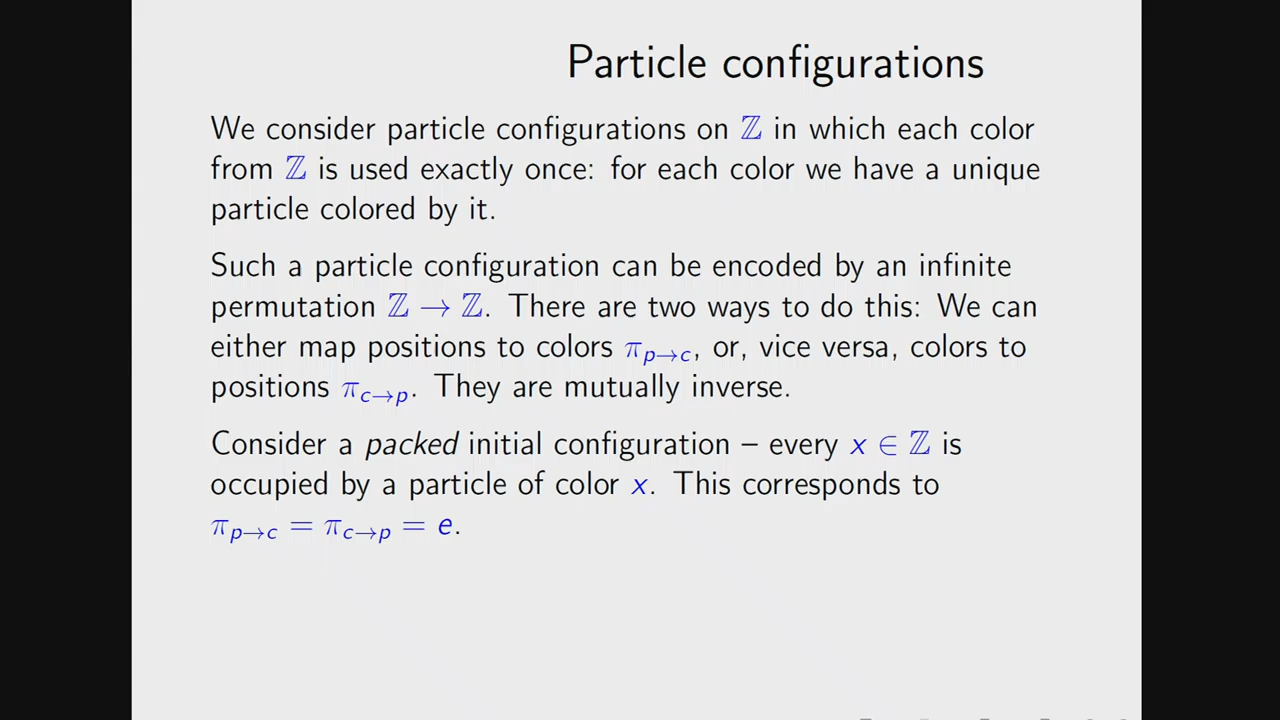 Particle configurations
We consider particle configurations on ℤ in which each color
from ℤ is used exactly once: for each color we have a unique
particle colored by it.
Such a particle configuration can be encoded by an infinite
permutation ℤ → ℤ. There are two ways to do this: We can
either map positions to colors π_{p→c}, or, vice versa, colors to
positions π_{c→p}. They are mutually inverse.
Consider a packed initial configuration – every x ∈ ℤ is
occupied by a particle of color x. This corresponds to
π_{p→c} = π_{c→p} = e.